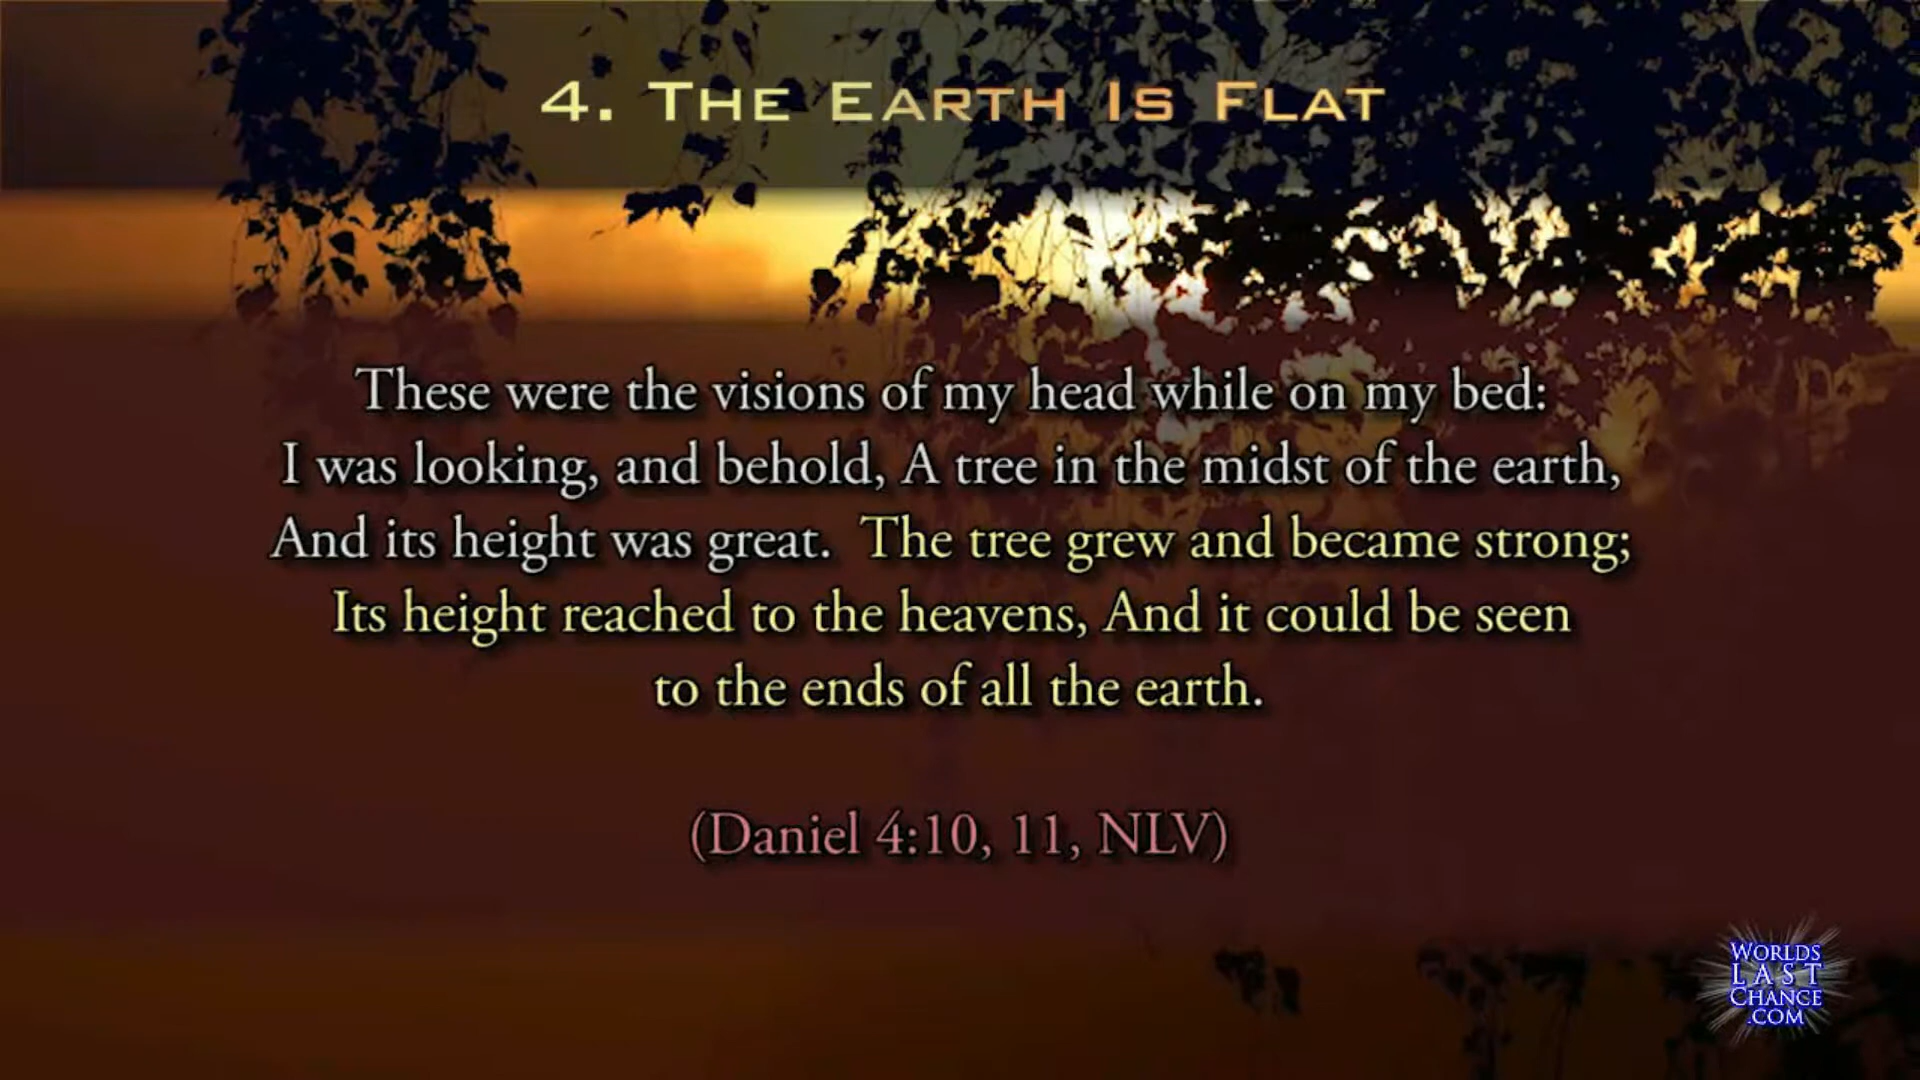 4. THE EARTH IS FLAT
These were the visions of my head while on my bed:
I was looking, and behold, A tree in the midst of the earth,
And its height was great. The tree grew and became strong;
Its height reached to the heavens, And it could be seen
to the ends of all the earth.
(Daniel 4:10, 11, NLV)
WORLDS
LAST
CHANCE
.COM